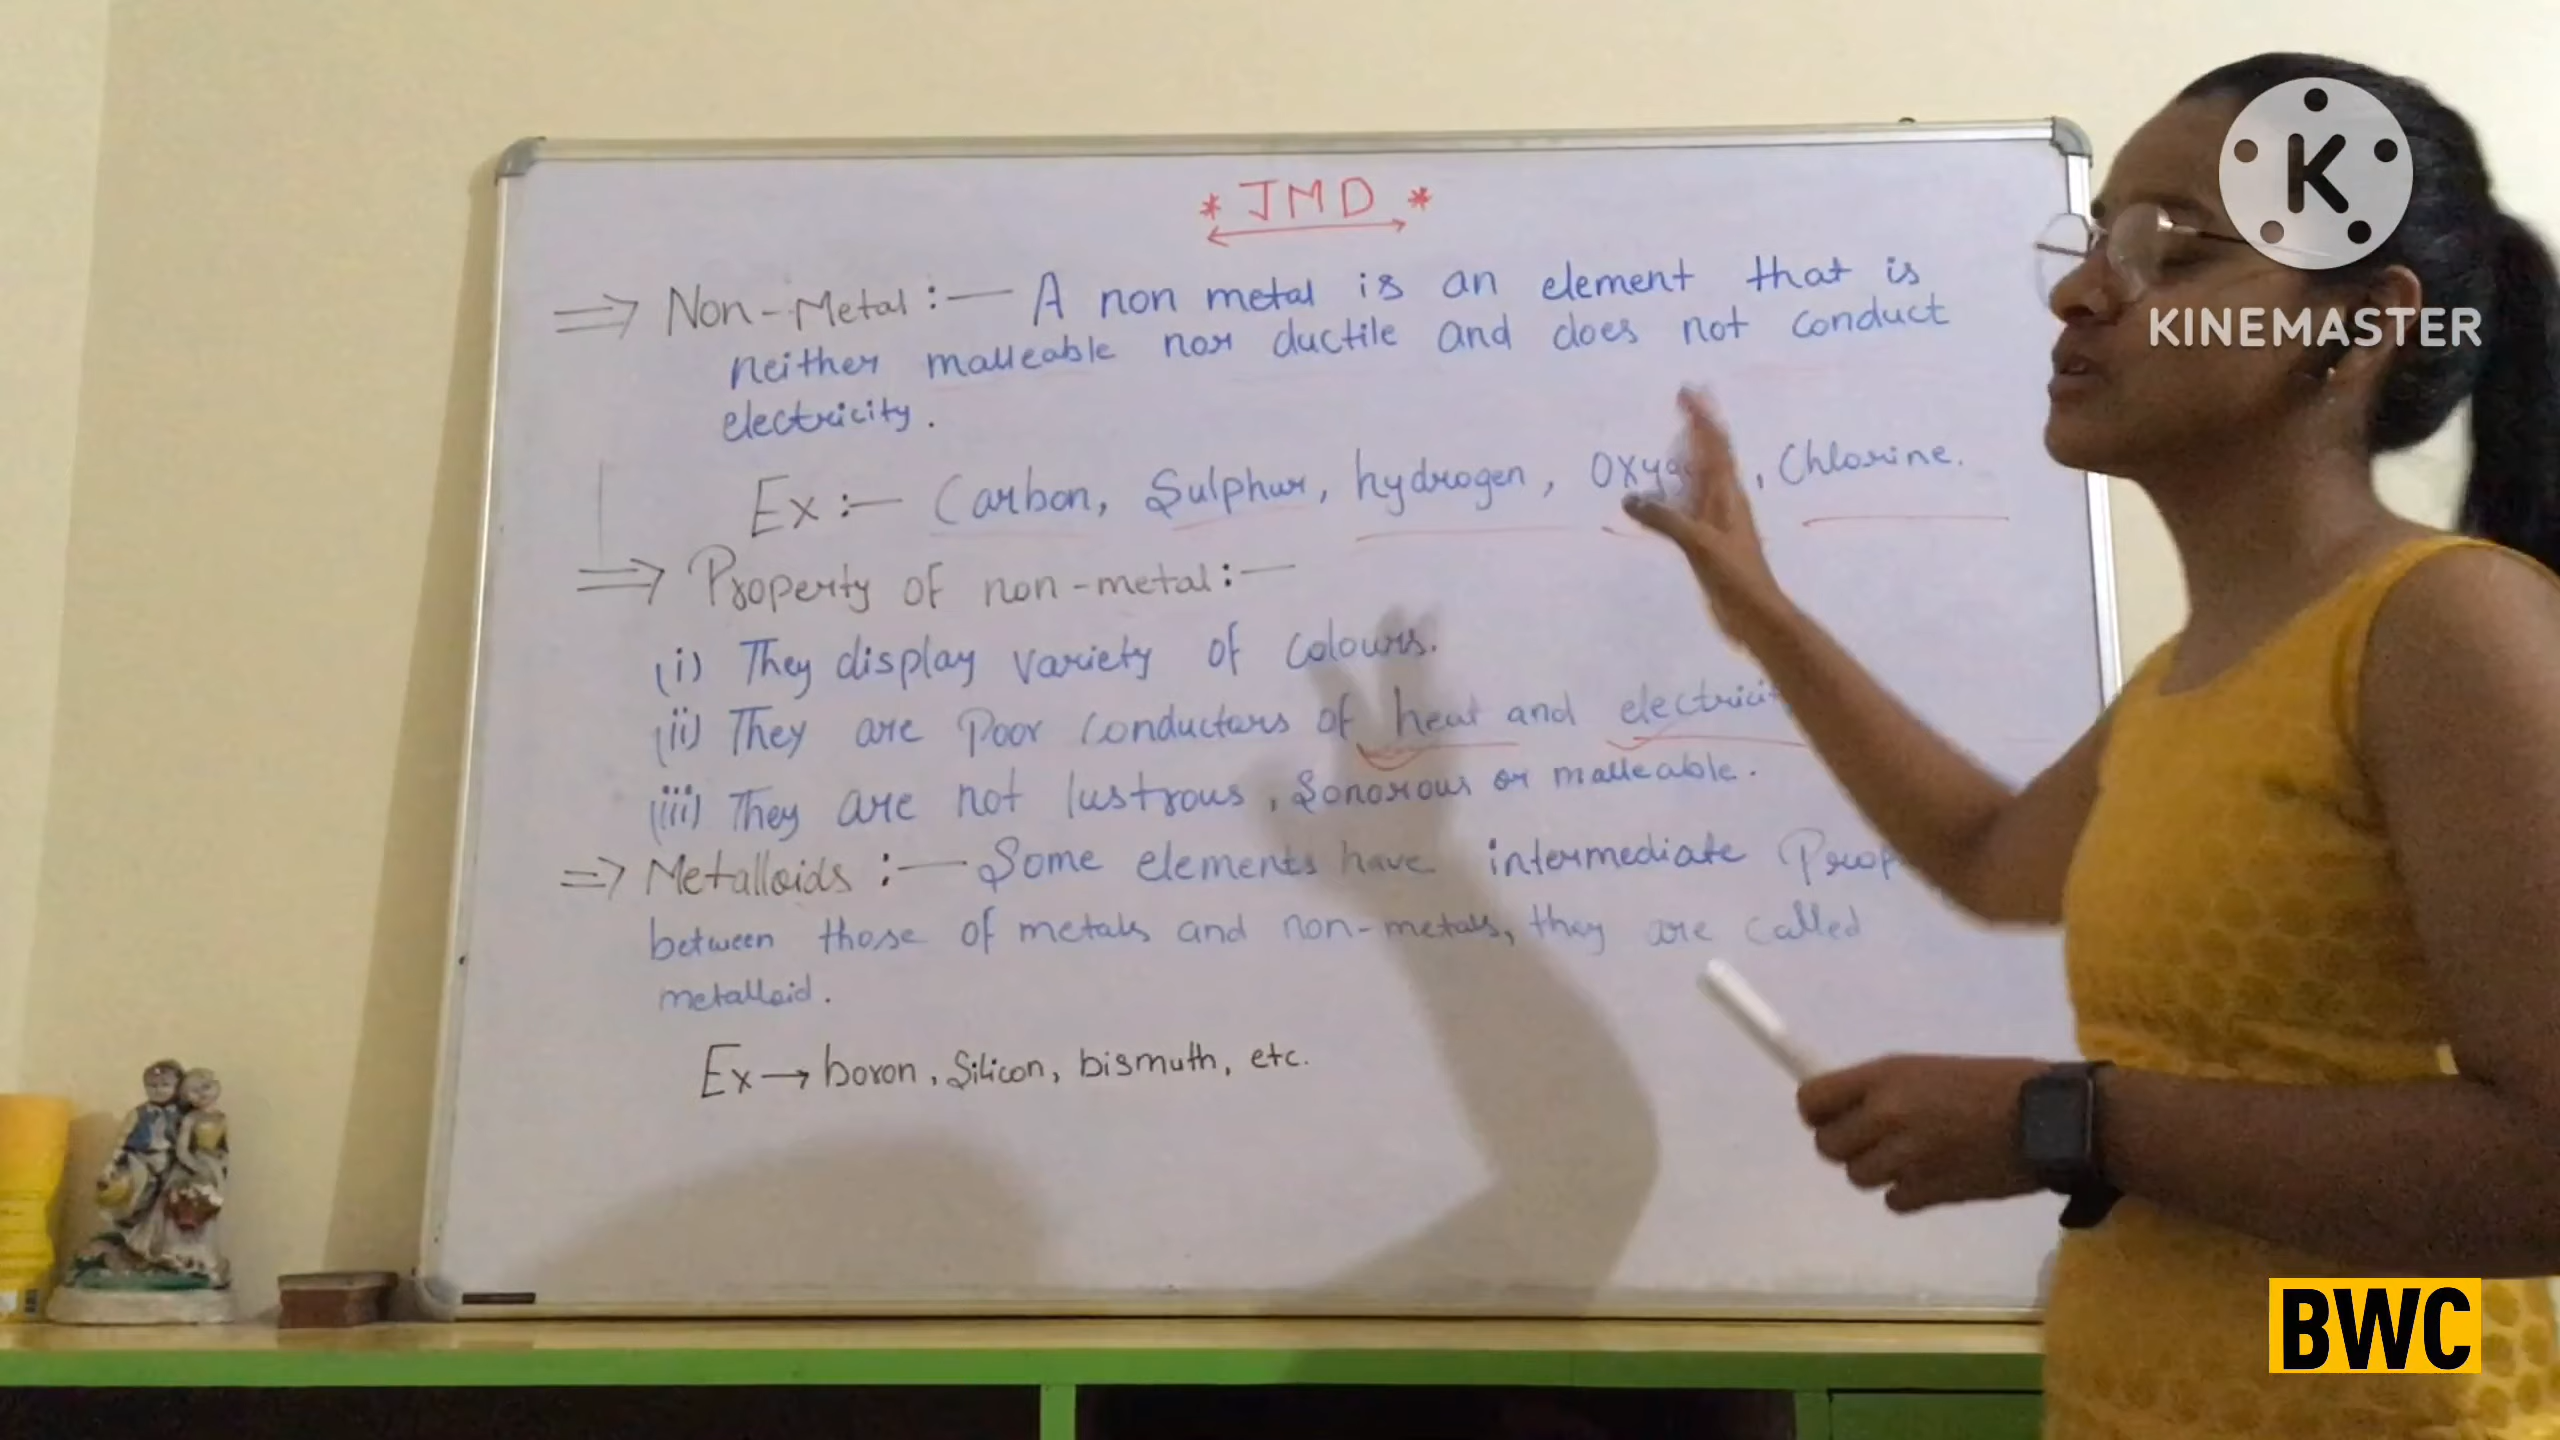 * JMD *
⇒ Non-Metal :— A non metal is an element that is
neither malleable nor ductile and does not conduct
electricity.
Ex :— Carbon, Sulphur, hydrogen, , Chlorine.
⇒ Property of non-metal :—
(i) They display variety of colours.
(ii) They are Poor conductors of heat and
(iii) They are not lustrous, Sonorous or malleable.
⇒ Metalloids :— Some elements have intermediate
between those of metals and non-metals, they are called
metalloid.
Ex → boron, Silicon, bismuth, etc.
K
KINEMASTER
BWC